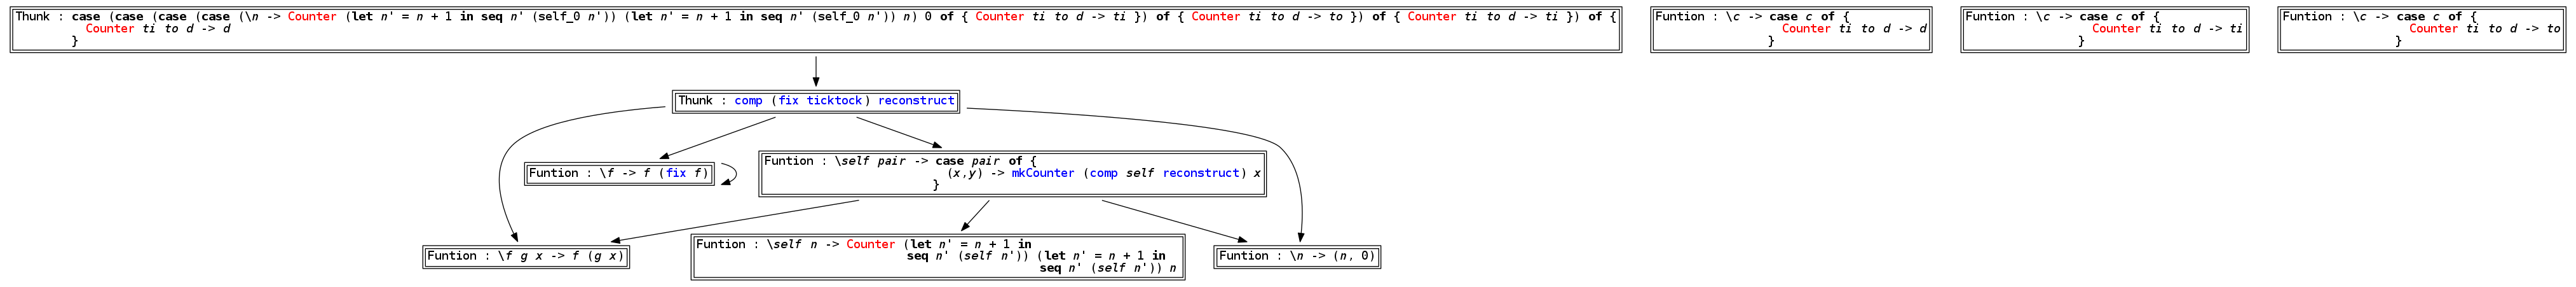 Thunk : case (case (case (case (\n -> Counter (let n' = n + 1 in seq n' (self_0 n')) (let n' = n + 1 in seq n' (self_0 n')) n) 0 of { Counter ti to d -> ti }) of { Counter ti to d -> to }) of { Counter ti to d -> ti }) of {
Counter ti to d -> d
}
Funtion : \c -> case c of {
Counter ti to d -> d
}
Funtion : \c -> case c of {
Counter ti to d -> ti
}
Funtion : \c -> case c of {
Counter ti to d -> to
}
Thunk : comp (fix ticktock) reconstruct
Funtion : \f -> f (fix f)
Funtion : \self pair -> case pair of {
(x,y) -> mkCounter (comp self reconstruct) x
}
Funtion : \f g x -> f (g x)
Funtion : \self n -> Counter (let n' = n + 1 in
seq n' (self n')) (let n' = n + 1 in
seq n' (self n')) n
Funtion : \n -> (n, 0)